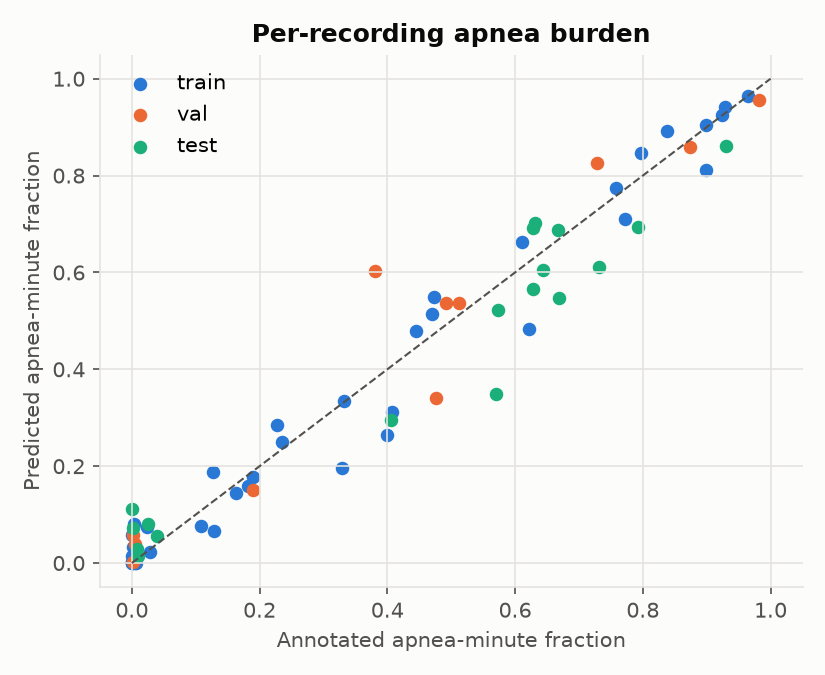 Per-recording apnea burden
train
val
test
1.0
0.8
0.6
0.4
0.2
0.0
Predicted apnea-minute fraction
0.0 0.2 0.4 0.6 0.8 1.0
Annotated apnea-minute fraction